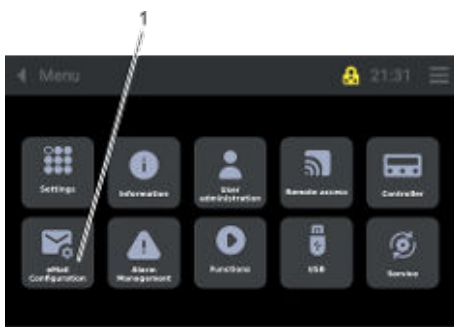 1
Menu
21:31
Settings
Information
User
administration
Remote access
Controller
eMail
Configuration
Alarm
Management
Functions
USB
Service